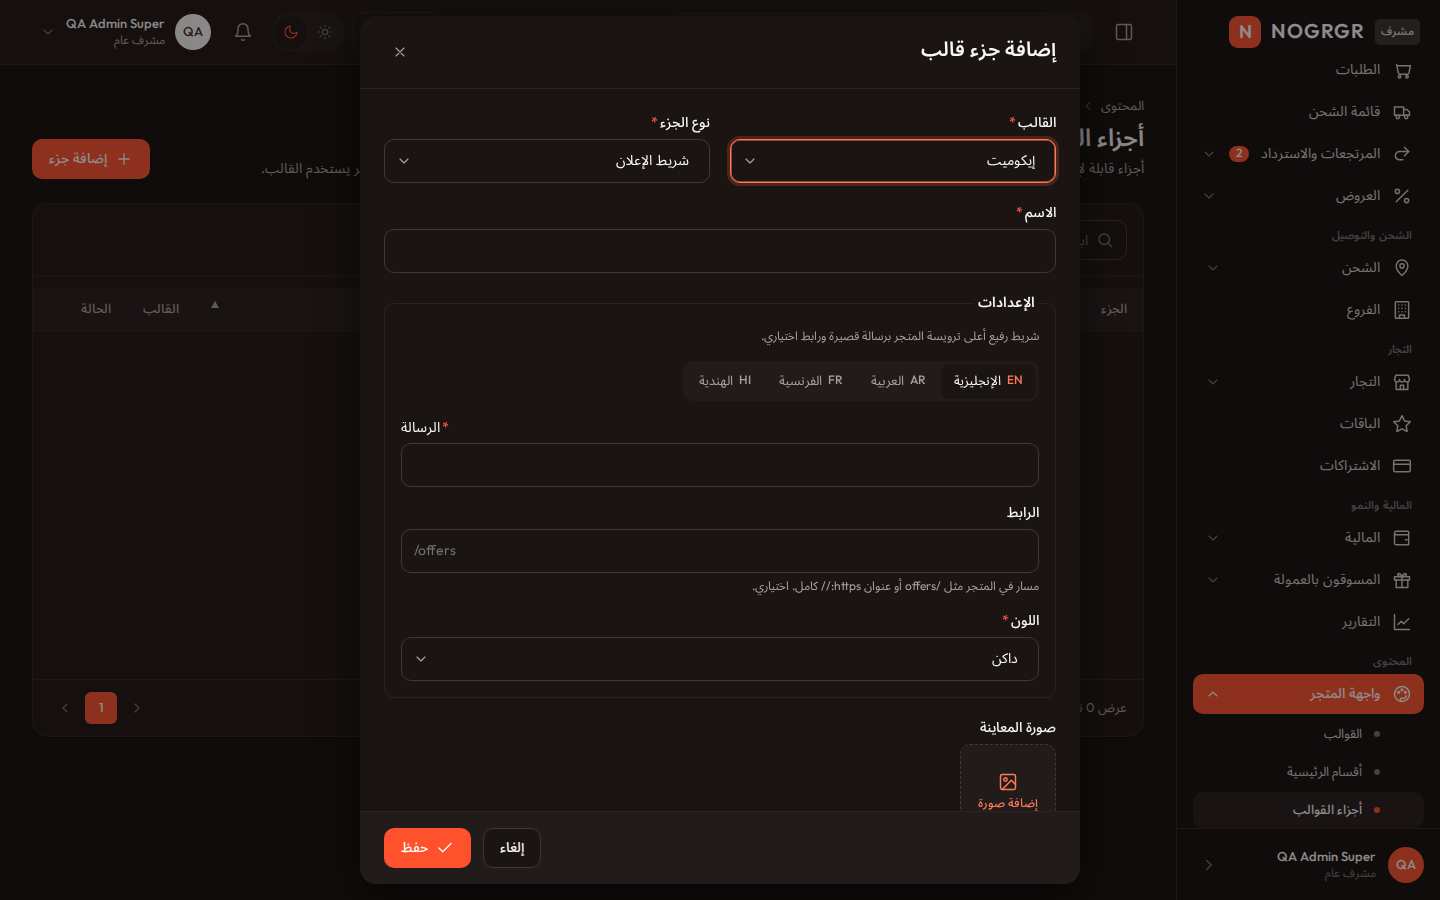 مشرف
NOGRGR
N
الطلبات
قائمة الشحن
المرتجعات والاسترداد
2
العروض
الشحن والتوصيل
الشحن
الفروع
التجار
التجار
الباقات
الاشتراكات
المالية والنمو
المالية
المسوقون بالعمولة
التقارير
المحتوى
واجهة المتجر
القوالب
أقسام الرئيسية
أجزاء القوالب
QA Admin Super
مشرف عام
QA
QA Admin Super
مشرف عام
QA
المحتوى
إضافة جزء
القالب
الحالة
الجزء
1
إضافة جزء قالب
القالب *
إيكوميت
نوع الجزء *
شريط الإعلان
الاسم *
الإعدادات
شريط رفيع أعلى ترويسة المتجر برسالة قصيرة ورابط اختياري.
EN الإنجليزية
AR العربية
FR الفرنسية
HI الهندية
الرسالة *
الرابط
/offers
مسار في المتجر مثل /offers أو عنوان https:// كامل. اختياري.
اللون *
داكن
صورة المعاينة
إضافة صورة
إلغاء
حفظ